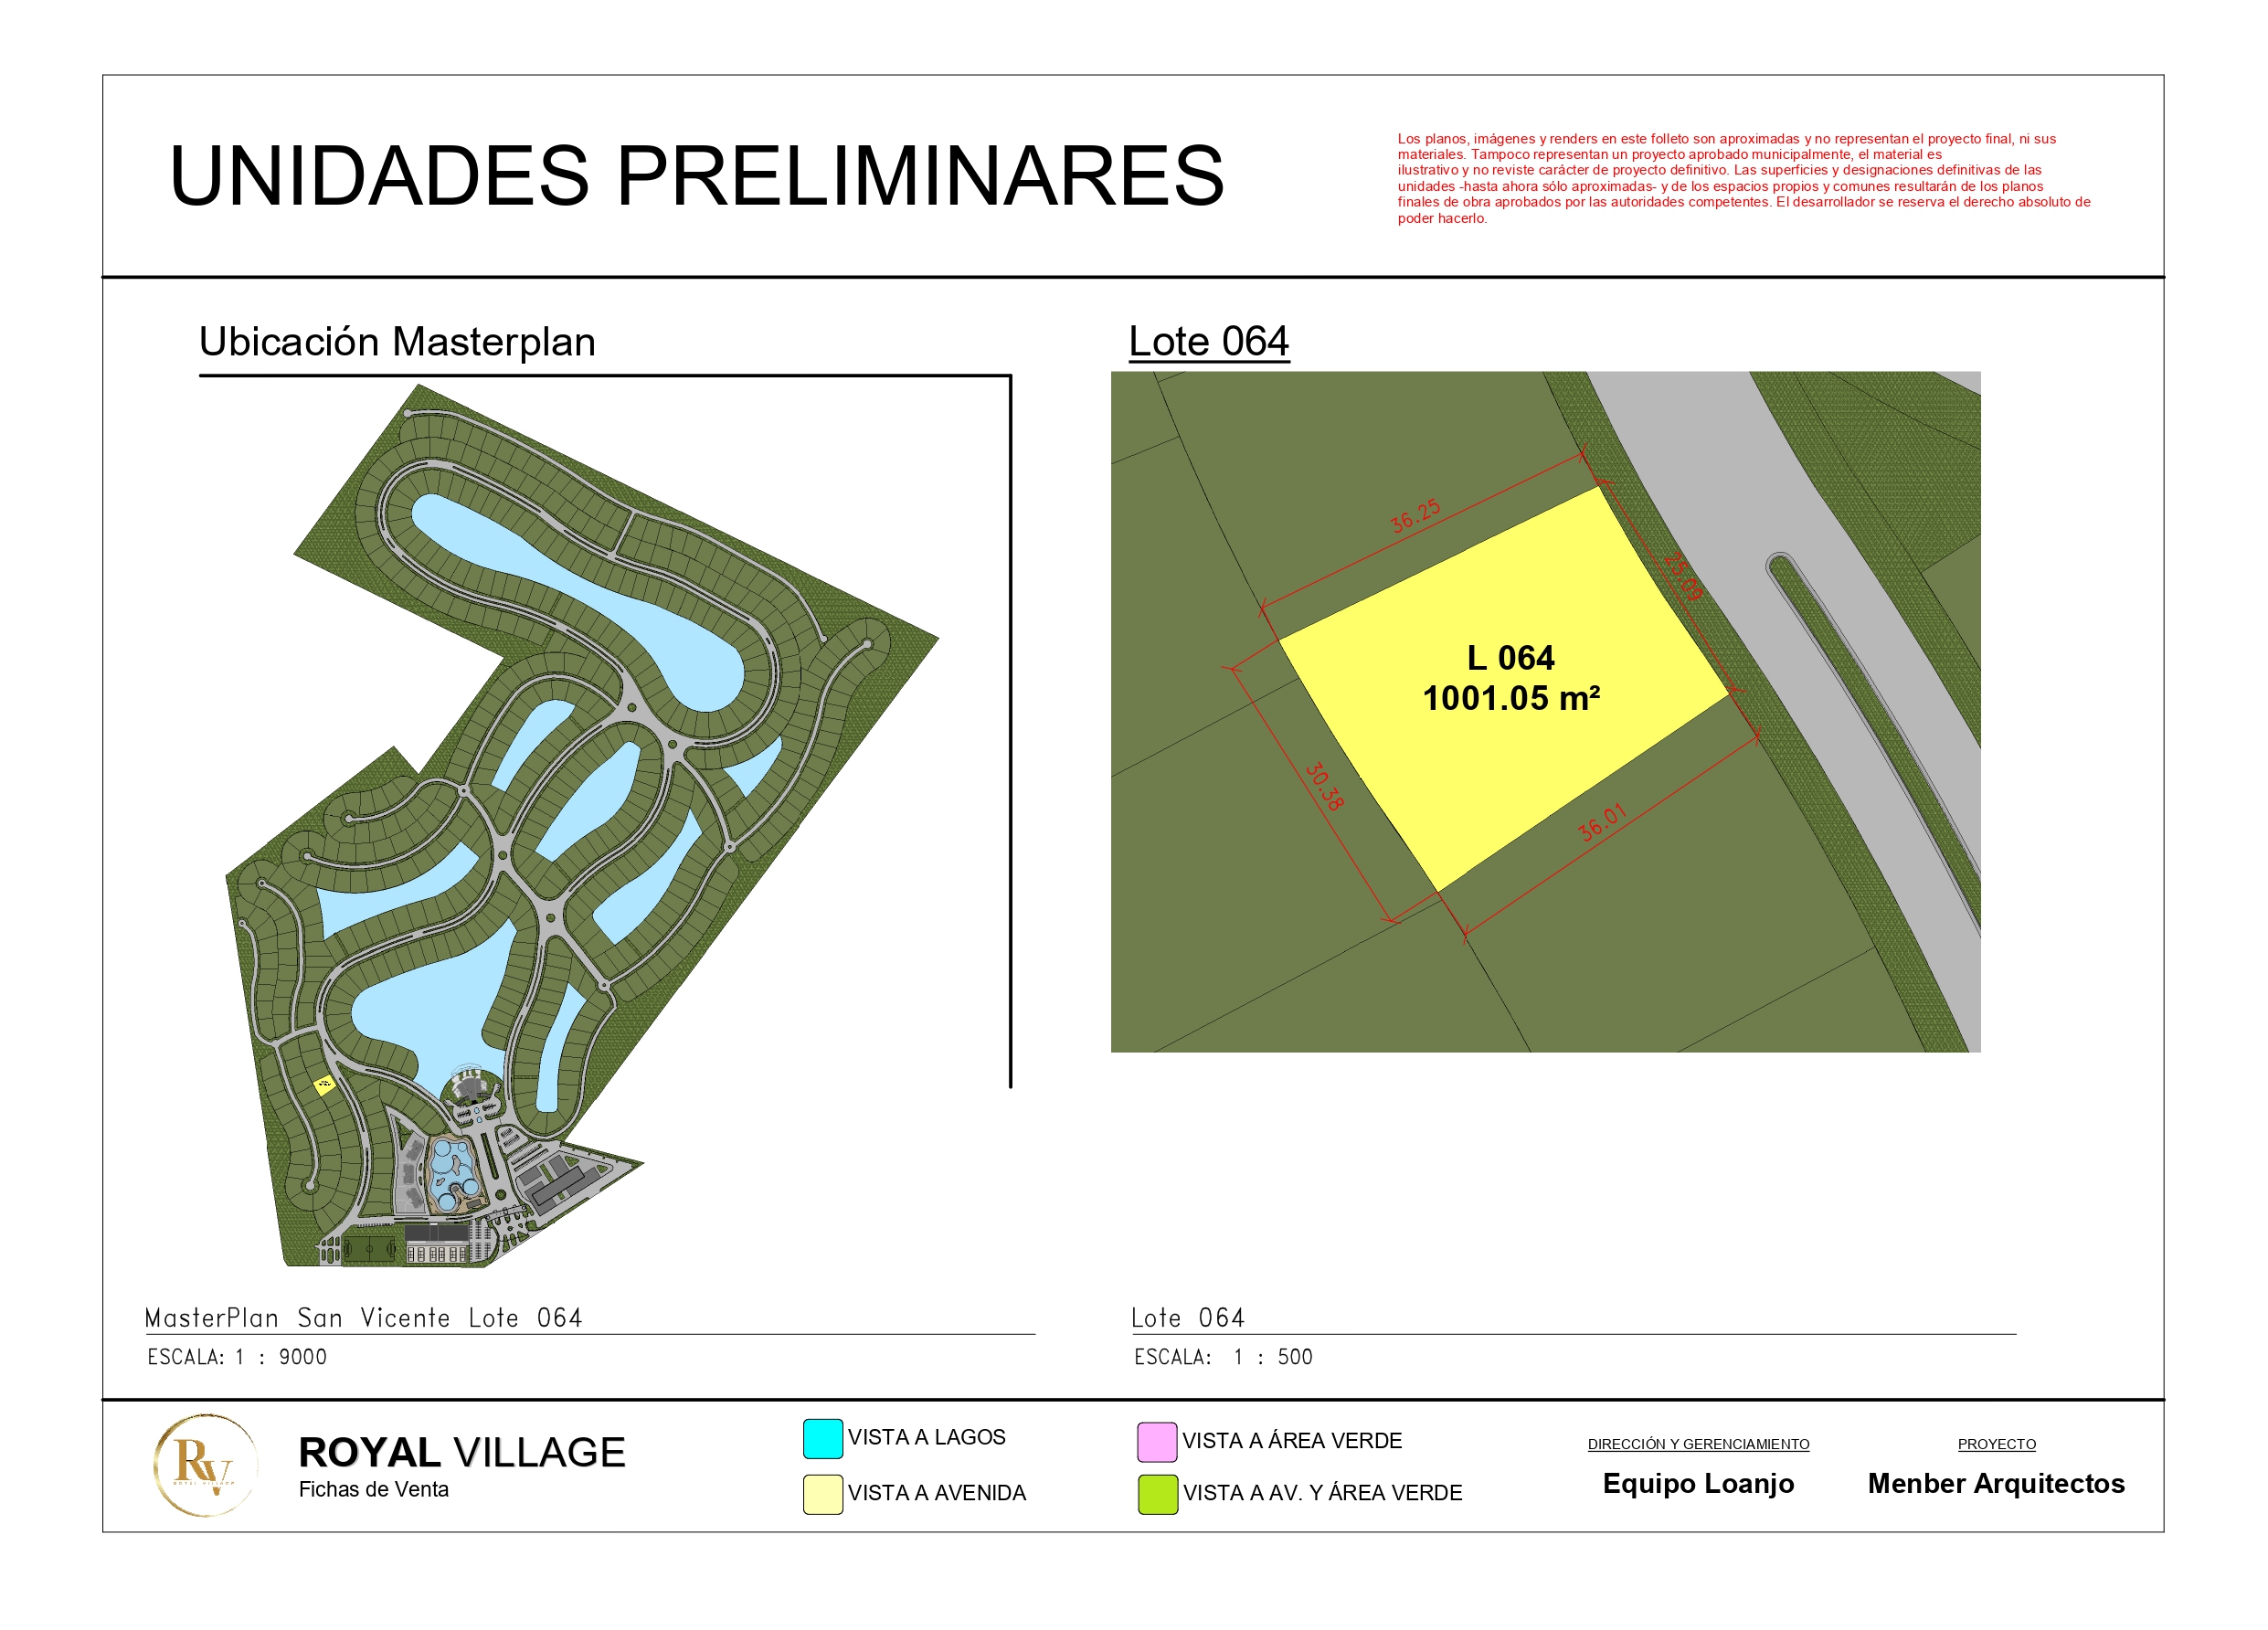 UNIDADES PRELIMINARES
Los planos, imágenes y renders en este folleto son aproximadas y no representan el proyecto final, ni sus
materiales. Tampoco representan un proyecto aprobado municipalmente, el material es
ilustrativo y no reviste carácter de proyecto definitivo. Las superficies y designaciones definitivas de las
unidades -hasta ahora sólo aproximadas- y de los espacios propios y comunes resultarán de los planos
finales de obra aprobados por las autoridades competentes. El desarrollador se reserva el derecho absoluto de
poder hacerlo.
Ubicación Masterplan
Lote 064
36.25
25.09
L 064
1001.05 m²
30.38
36.01
MasterPlan San Vicente Lote 064
ESCALA: 1 : 9000
Lote 064
ESCALA: 1 : 500
RV
ROYAL VILLAGE
ROYAL VILLAGE
Fichas de Venta
VISTA A LAGOS
VISTA A AVENIDA
VISTA A ÁREA VERDE
VISTA A AV. Y ÁREA VERDE
DIRECCIÓN Y GERENCIAMIENTO
Equipo Loanjo
PROYECTO
Menber Arquitectos